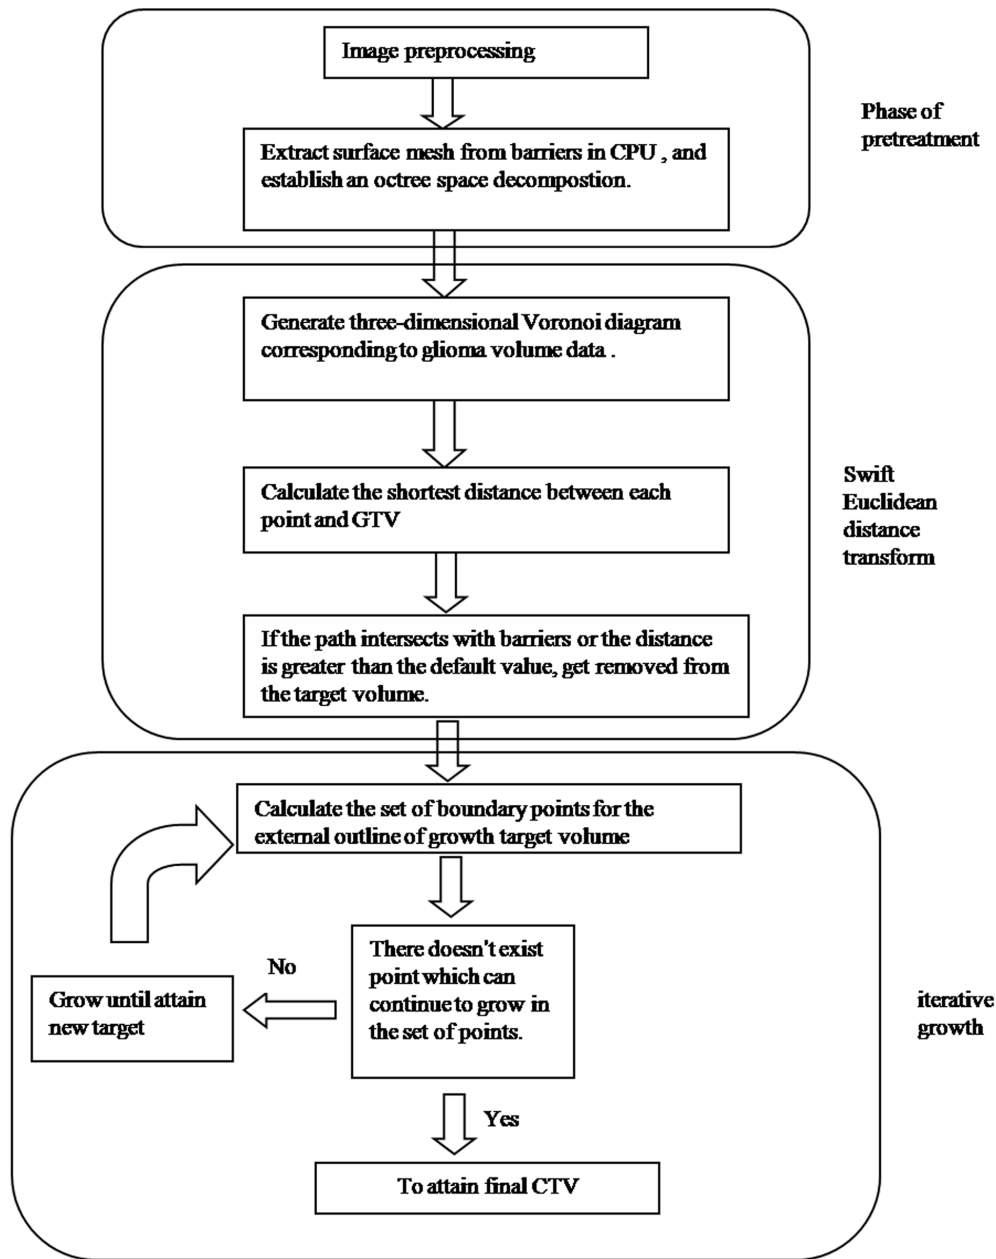 Image preprocessing
Phase of
pretreatment
Extract surface mesh from barriers in CPU , and
establish an octree space decompostion.
Generate three-dimensional Voronoi diagram
corresponding to glioma volume data .
Calculate the shortest distance between each
point and GTV
Swift
Euclidean
distance
transform
If the path intersects with barriers or the distance
is greater than the default value, get removed from
the target volume.
Calculate the set of boundary points for the
external outline of growth target volume
There doesn't exist
point which can
continue to grow in
the set of points.
No
Grow until attain
new target
iterative
growth
Yes
To attain final CTV